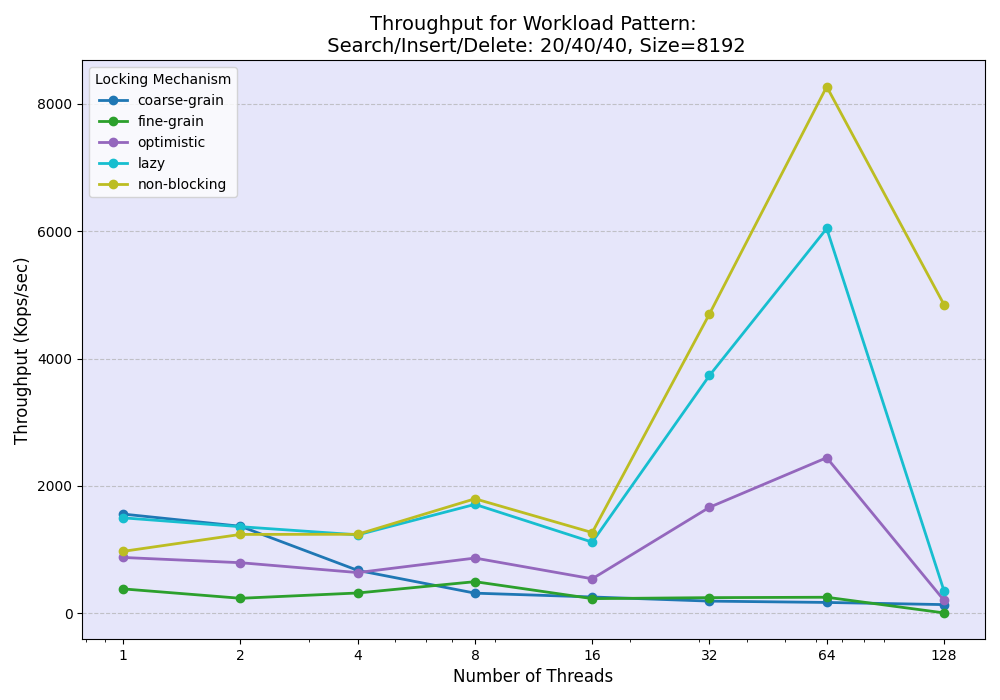 Throughput for Workload Pattern:
Search/Insert/Delete: 20/40/40, Size=8192
Locking Mechanism
coarse-grain
fine-grain
optimistic
lazy
non-blocking
Throughput (Kops/sec)
8000
6000
4000
2000
0
1 2 4 8 16 32 64 128
Number of Threads